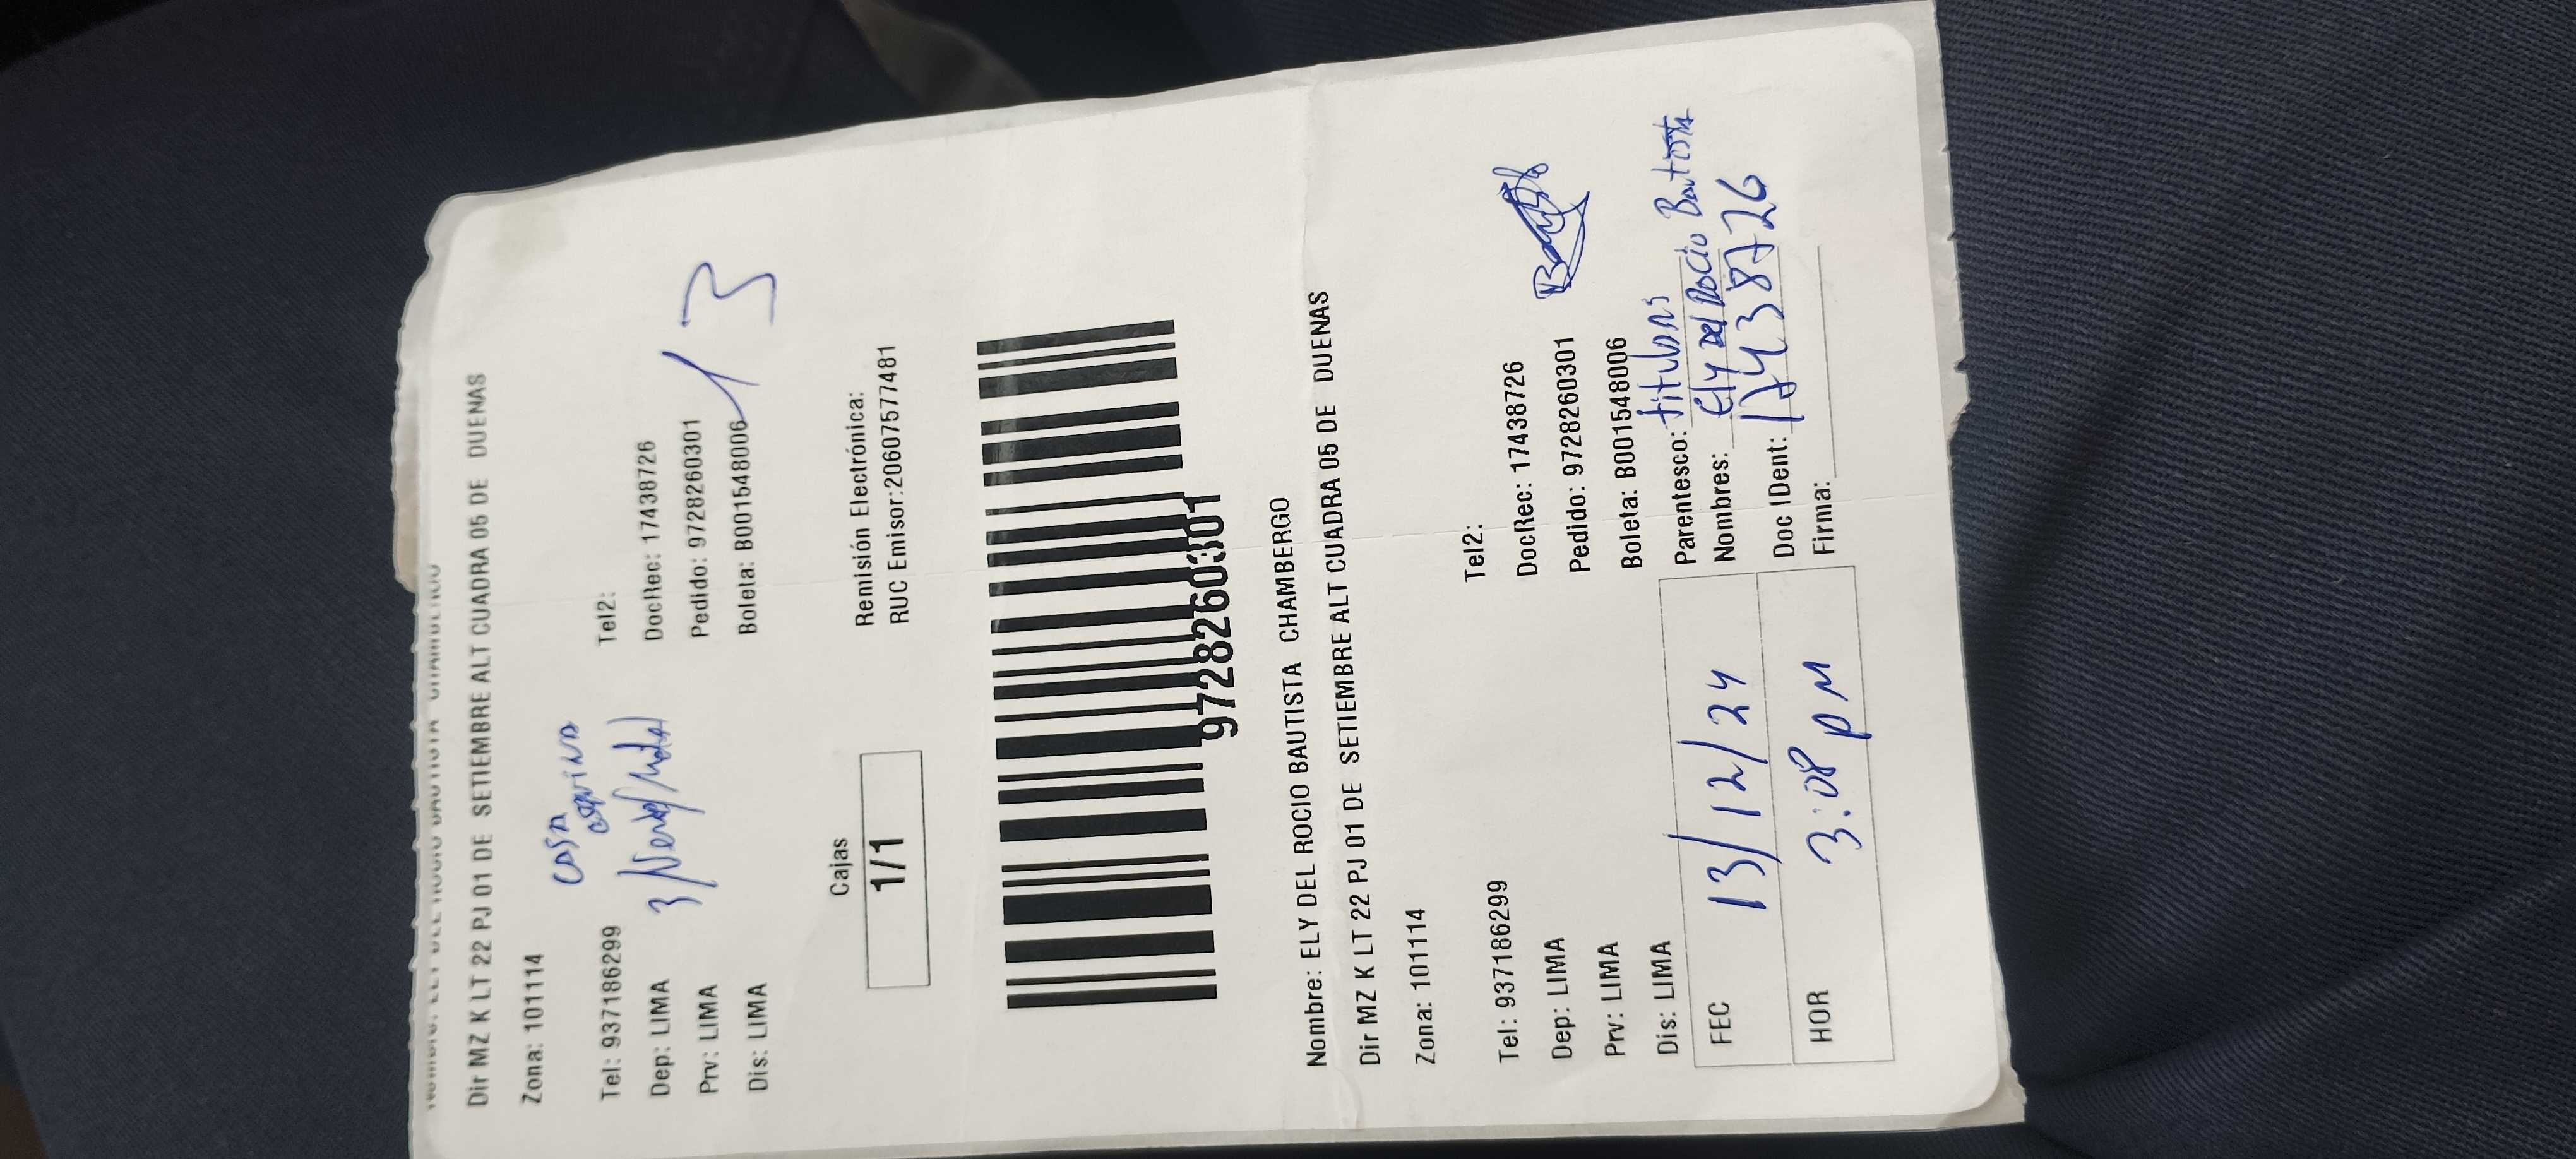 Dir MZ K LT 22 PJ 01 DE SETIEMBRE ALT CUADRA 05 DE DUENAS
Zona: 101114
casa
esquina
Tel: 937186299 Tel2:
Dep: LIMA 3/ DocRec: 17438726
Prv: LIMA Pedido: 9728260301
Dis: LIMA Boleta: B001548006 / 3
Cajas
1/1
Remisión Electrónica:
RUC Emisor:20607577481
9728260301
Nombre: ELY DEL ROCIO BAUTISTA CHAMBERGO
Dir MZ K LT 22 PJ 01 DE SETIEMBRE ALT CUADRA 05 DE DUENAS
Zona: 101114
Tel: 937186299 Tel2:
Dep: LIMA DocRec: 17438726
Prv: LIMA Pedido: 9728260301
Dis: LIMA Boleta: B001548006
FEC 13/12/24
HOR 3:08 pm
Parentesco: titular
Nombres: Ely Del Rocio Bautista
Doc IDent: 17438726
Firma: